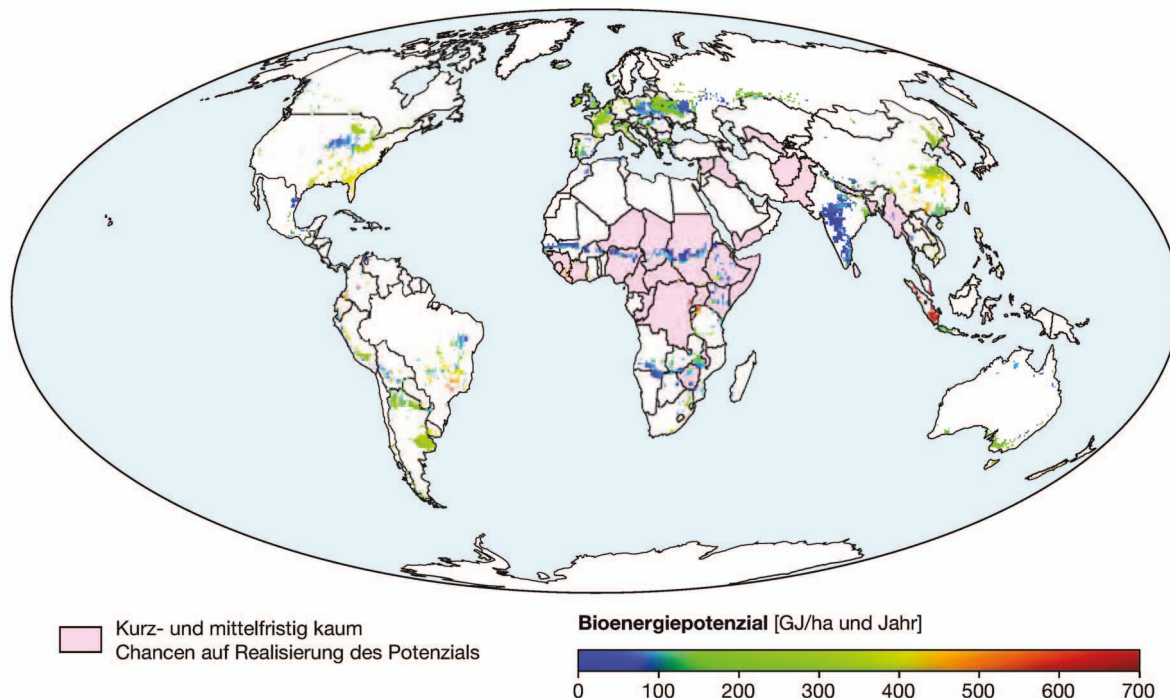 Kurz- und mittelfristig kaum
Chancen auf Realisierung des Potenzials
Bioenergiepotenzial [GJ/ha und Jahr]
0 100 200 300 400 500 600 700